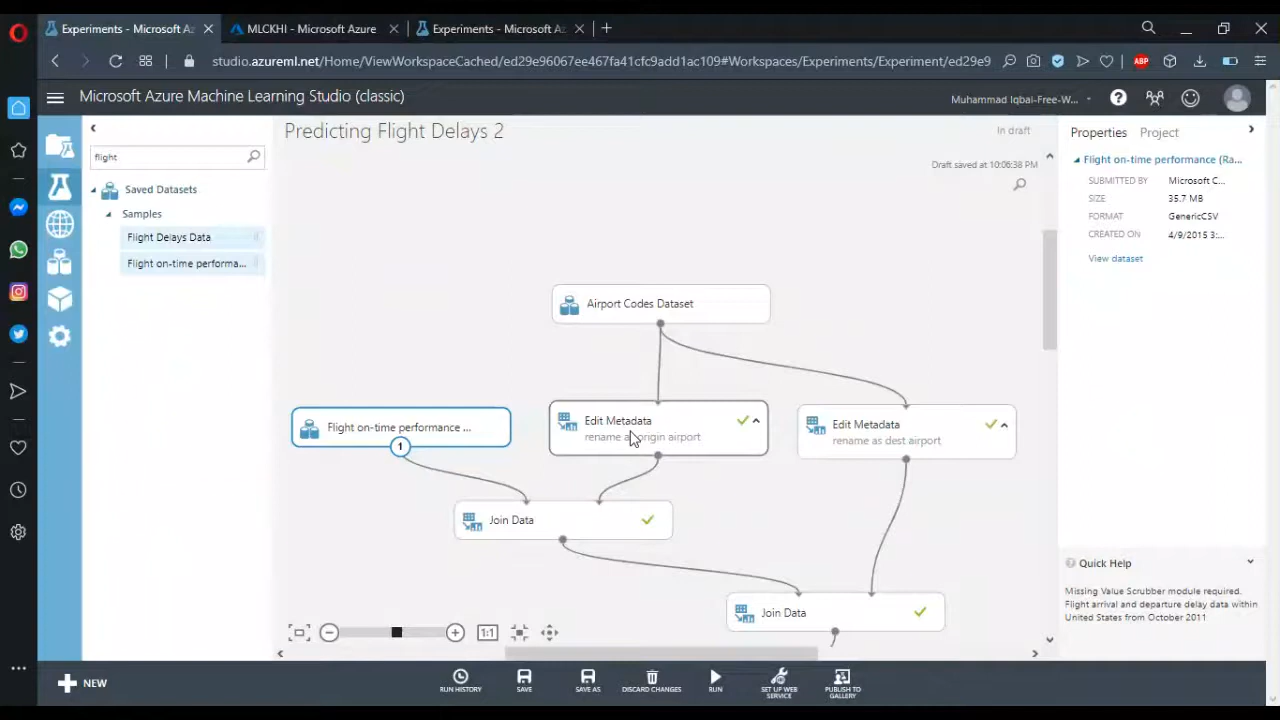 Experiments - Microsoft Az
MLCKHI - Microsoft Azure
Experiments - Microsoft Az
studio.azureml.net/Home/ViewWorkspaceCached/ed29e96067ee467fa41cfc9add1ac109#Workspaces/Experiments/Experiment/ed29e9
ABP
Microsoft Azure Machine Learning Studio (classic)
Muhammad Iqbal-Free-W...
flight
Saved Datasets
Samples
Flight Delays Data
Flight on-time performa...
Predicting Flight Delays 2
In draft
Draft saved at 10:06:38 PM
Airport Codes Dataset
Flight on-time performance ...
1
Edit Metadata
rename as origin airport
Edit Metadata
rename as dest airport
Join Data
Join Data
1:1
Properties
Project
Flight on-time performance (Ra...
SUBMITTED BY Microsoft C...
SIZE 35.7 MB
FORMAT GenericCSV
CREATED ON 4/9/2015 3:...
View dataset
Quick Help
Missing Value Scrubber module required.
Flight arrival and departure delay data within
United States from October 2011
NEW
RUN HISTORY
SAVE
SAVE AS
DISCARD CHANGES
RUN
SET UP WEB
SERVICE
PUBLISH TO
GALLERY